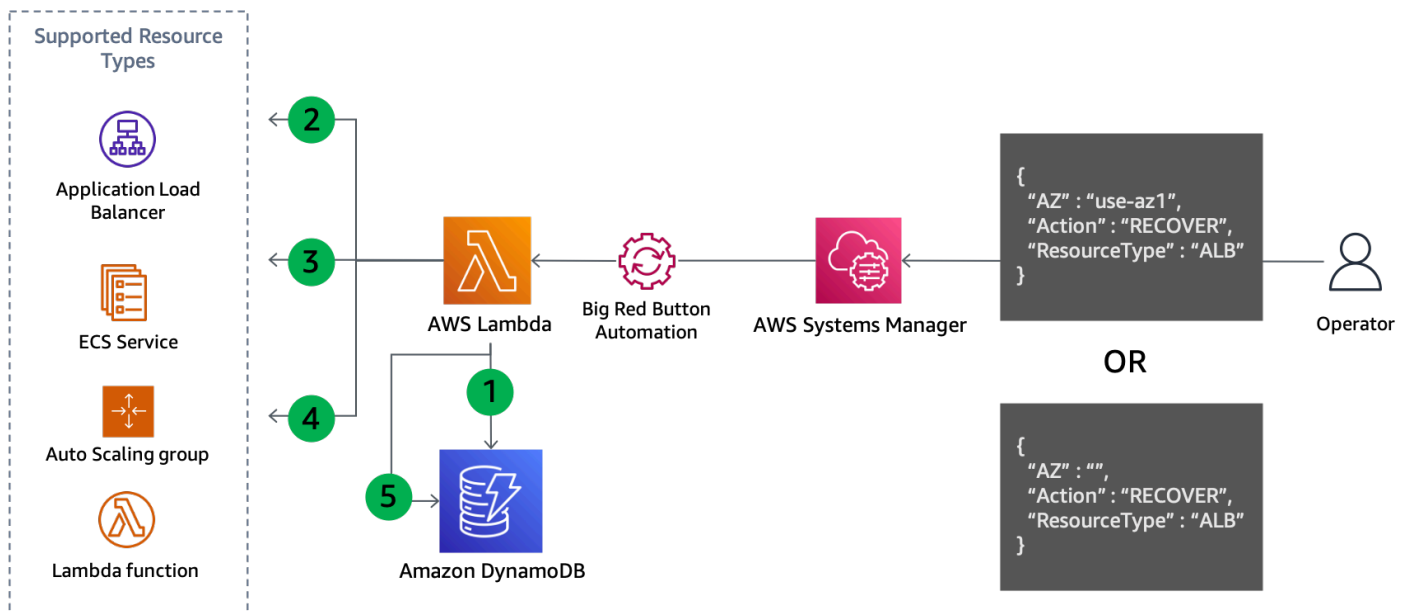 Supported Resource
Types
Application Load
Balancer
ECS Service
Auto Scaling group
Lambda function
2
3
4
AWS Lambda
1
5
Amazon DynamoDB
Big Red Button
Automation
AWS Systems Manager
{
“AZ” : “use-az1”,
“Action” : “RECOVER”,
“ResourceType” : “ALB”
}
OR
{
“AZ” : “”,
“Action” : “RECOVER”,
“ResourceType” : “ALB”
}
Operator